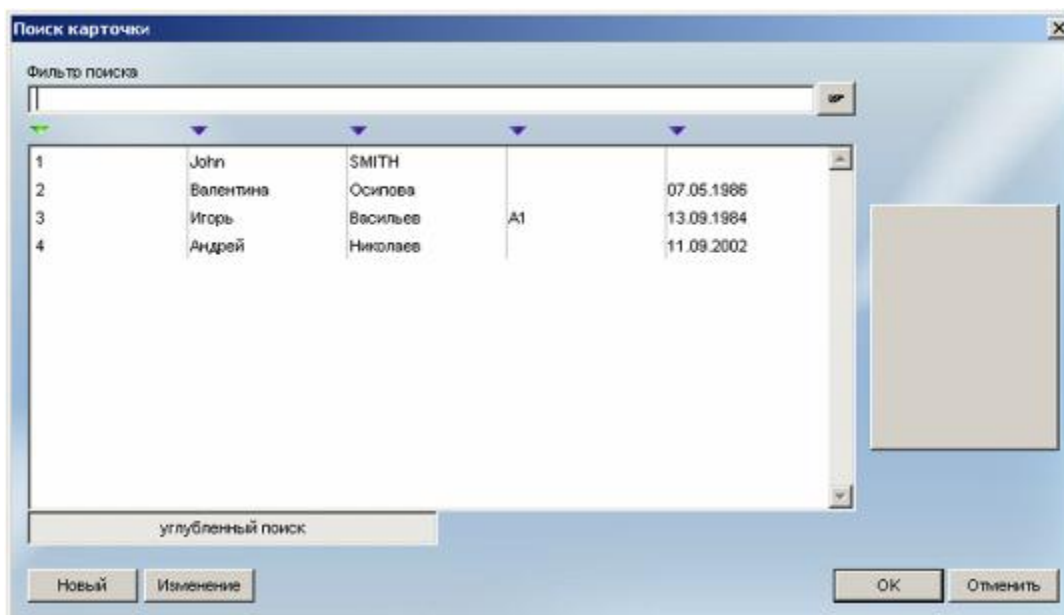 Поиск карточки
Фильтр поиска
1 John SMITH
2 Валентина Осипова 07.05.1986
3 Игорь Васильев A1 13.09.1984
4 Андрей Николаев 11.09.2002
углубленный поиск
Новый Изменение OK Отменить